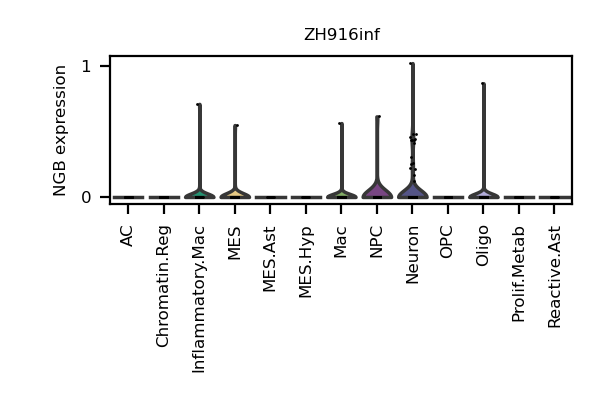 ZH916inf
NGB expression
1
0
AC
Chromatin.Reg
Inflammatory.Mac
MES
MES.Ast
MES.Hyp
Mac
NPC
Neuron
OPC
Oligo
Prolif.Metab
Reactive.Ast